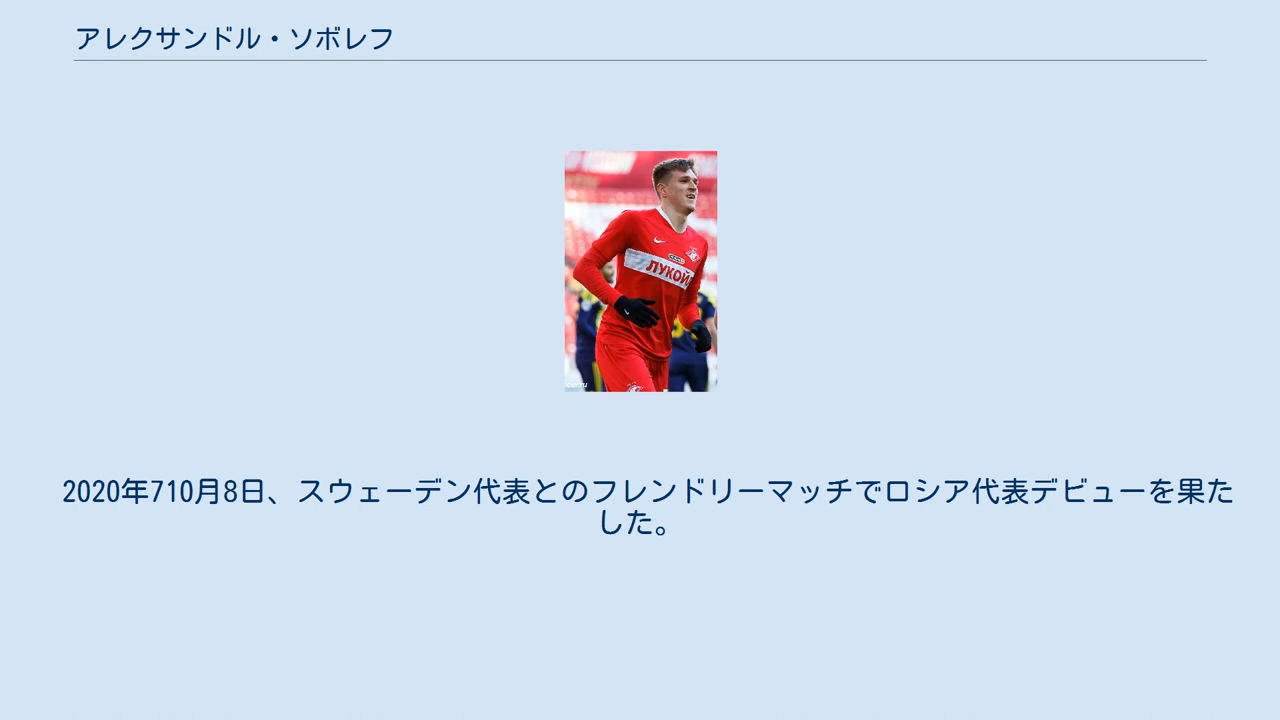 アレクサンドル・ソボレフ
ЛУКОЙ
2020年710月8日、スウェーデン代表とのフレンドリーマッチでロシア代表デビューを果た
した。